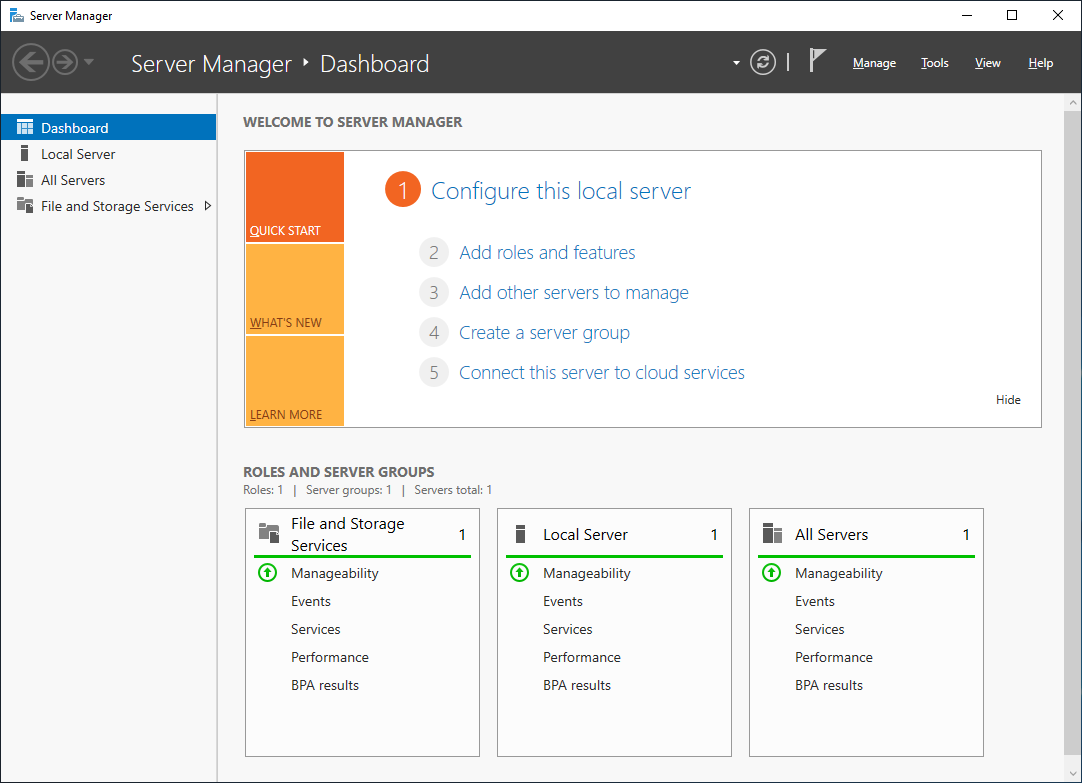 Server Manager
Server Manager ‣ Dashboard
Manage
Tools
View
Help
Dashboard
Local Server
All Servers
File and Storage Services
WELCOME TO SERVER MANAGER
QUICK START
WHAT'S NEW
LEARN MORE
1 Configure this local server
2 Add roles and features
3 Add other servers to manage
4 Create a server group
5 Connect this server to cloud services
Hide
ROLES AND SERVER GROUPS
Roles: 1 | Server groups: 1 | Servers total: 1
File and Storage
Services 1
Manageability
Events
Services
Performance
BPA results
Local Server 1
Manageability
Events
Services
Performance
BPA results
All Servers 1
Manageability
Events
Services
Performance
BPA results